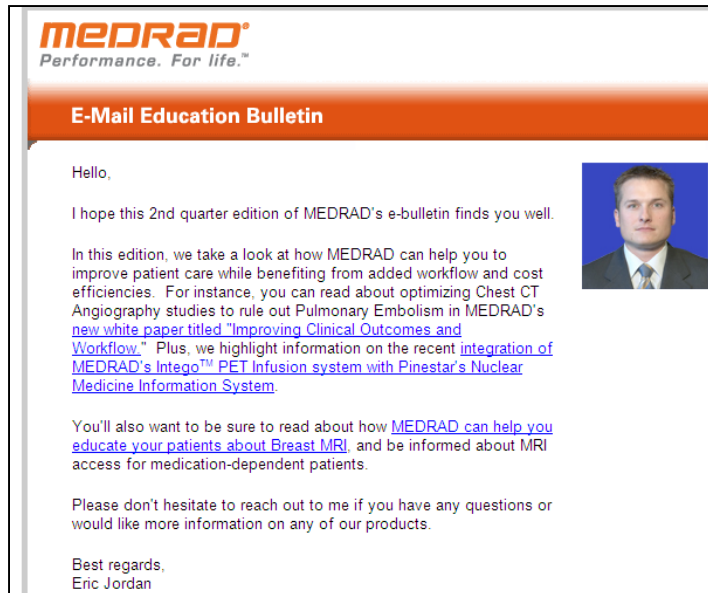 MEDRAD®
Performance. For life.™
E-Mail Education Bulletin
Hello,
I hope this 2nd quarter edition of MEDRAD's e-bulletin finds you well.
In this edition, we take a look at how MEDRAD can help you to
improve patient care while benefiting from added workflow and cost
efficiencies.  For instance, you can read about optimizing Chest CT
Angiography studies to rule out Pulmonary Embolism in MEDRAD's
new white paper titled "Improving Clinical Outcomes and
Workflow."  Plus, we highlight information on the recent integration of
MEDRAD's Intego™ PET Infusion system with Pinestar's Nuclear
Medicine Information System.
You'll also want to be sure to read about how MEDRAD can help you
educate your patients about Breast MRI, and be informed about MRI
access for medication-dependent patients.
Please don't hesitate to reach out to me if you have any questions or
would like more information on any of our products.
Best regards,
Eric Jordan